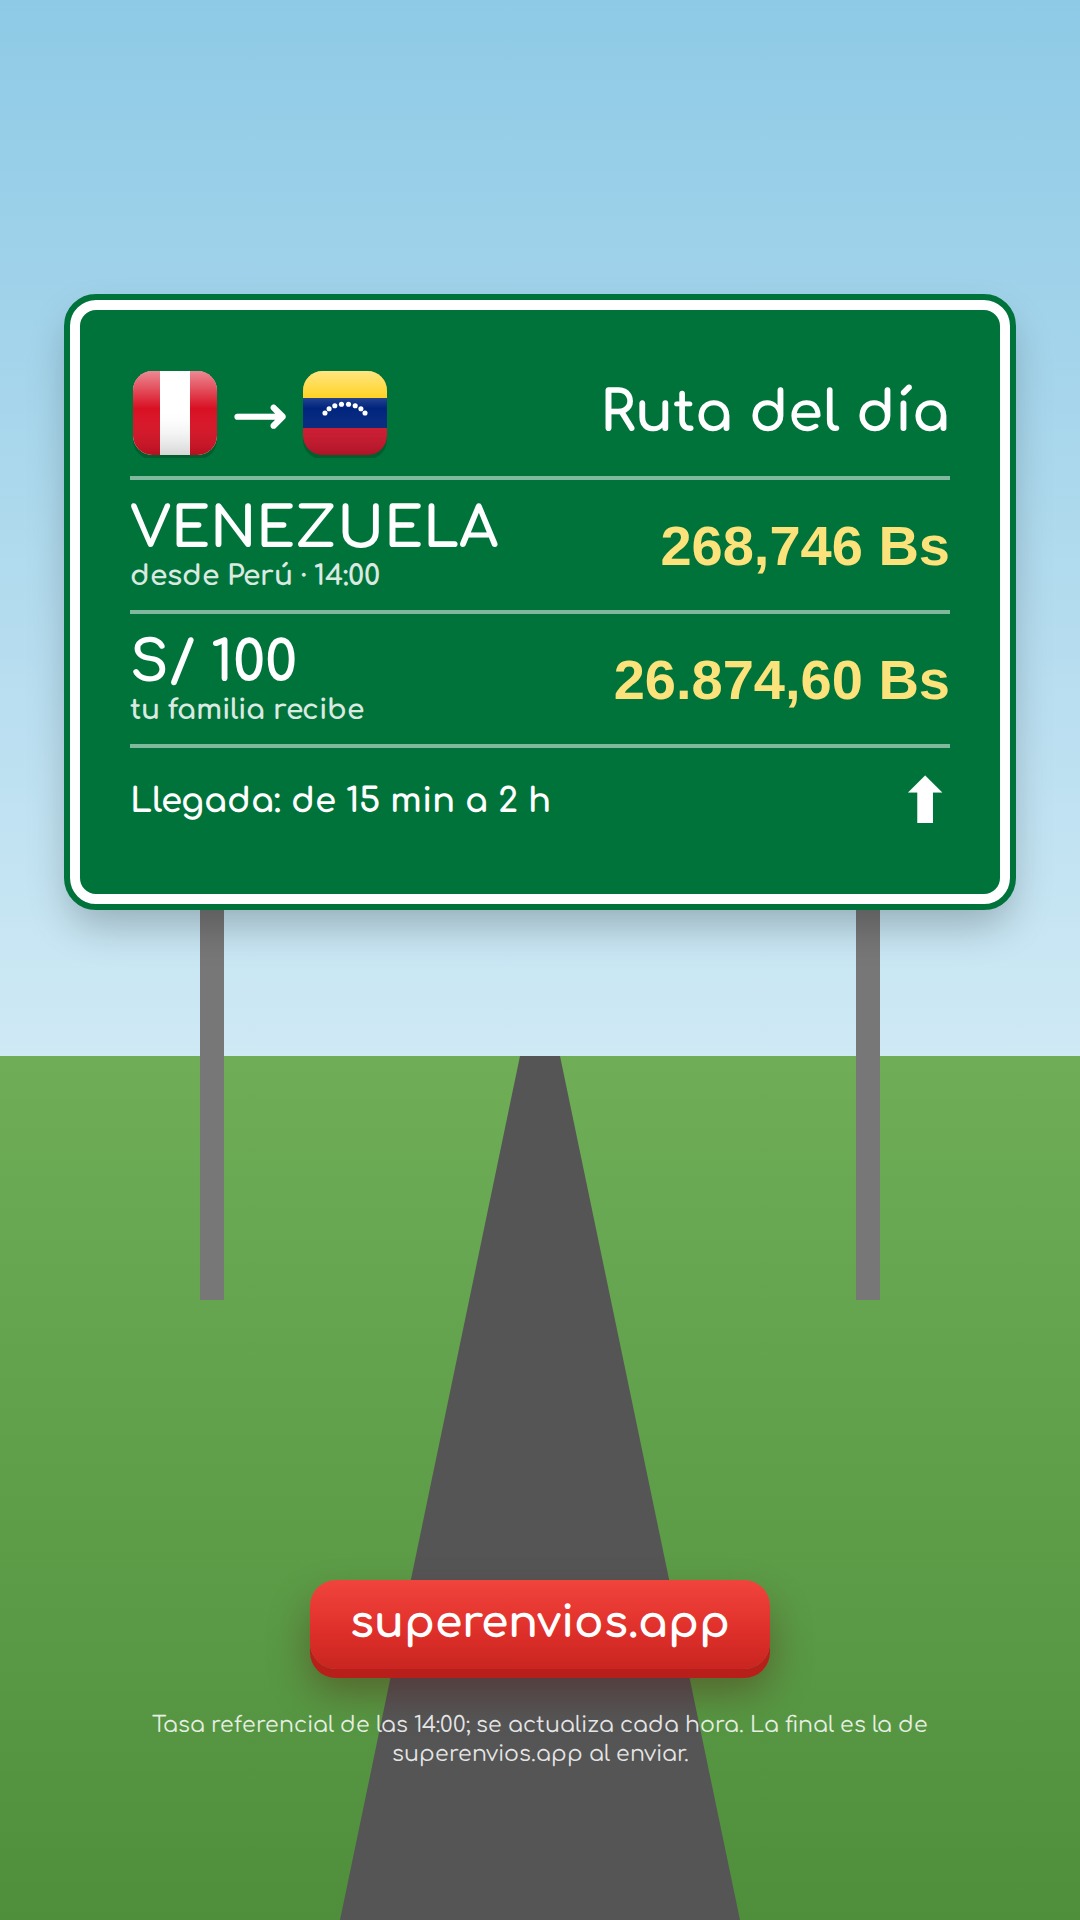 Ruta del día
VENEZUELA
268,746 Bs
desde Perú · 14:00
S/ 100
26.874,60 Bs
tu familia recibe
Llegada: de 15 min a 2 h
superenvios.app
Tasa referencial de las 14:00; se actualiza cada hora. La final es la de
superenvios.app al enviar.